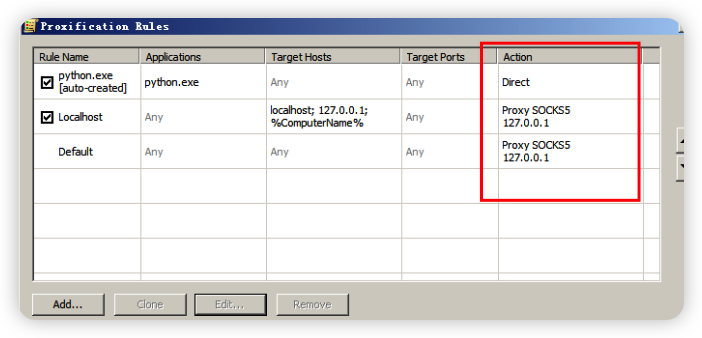 Proxification Rules
Rule Name Applications Target Hosts Target Ports Action
python.exe
[auto-created] python.exe Any Any Direct
Localhost Any localhost; 127.0.0.1;
%ComputerName% Any Proxy SOCKS5
127.0.0.1
Default Any Any Any Proxy SOCKS5
127.0.0.1
Add... Clone Edit... Remove